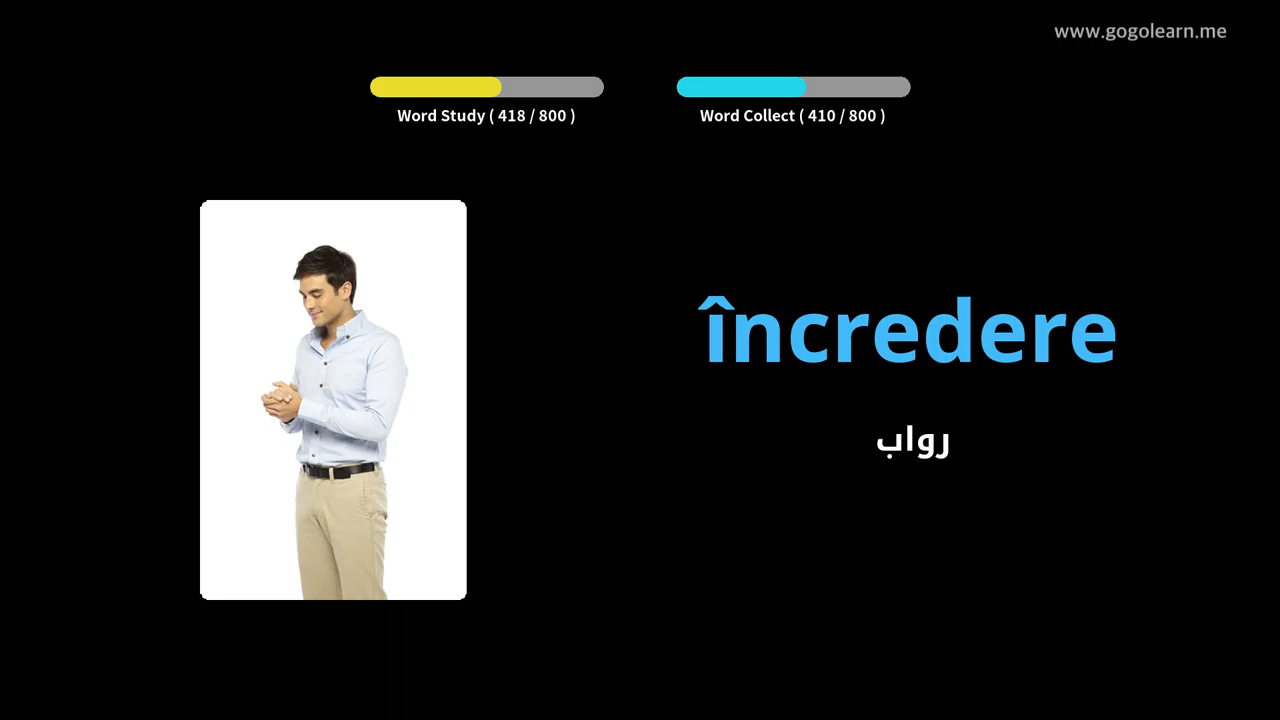 www.gogolearn.me
Word Study ( 418 / 800 )
Word Collect ( 410 / 800 )
încredere
رواب